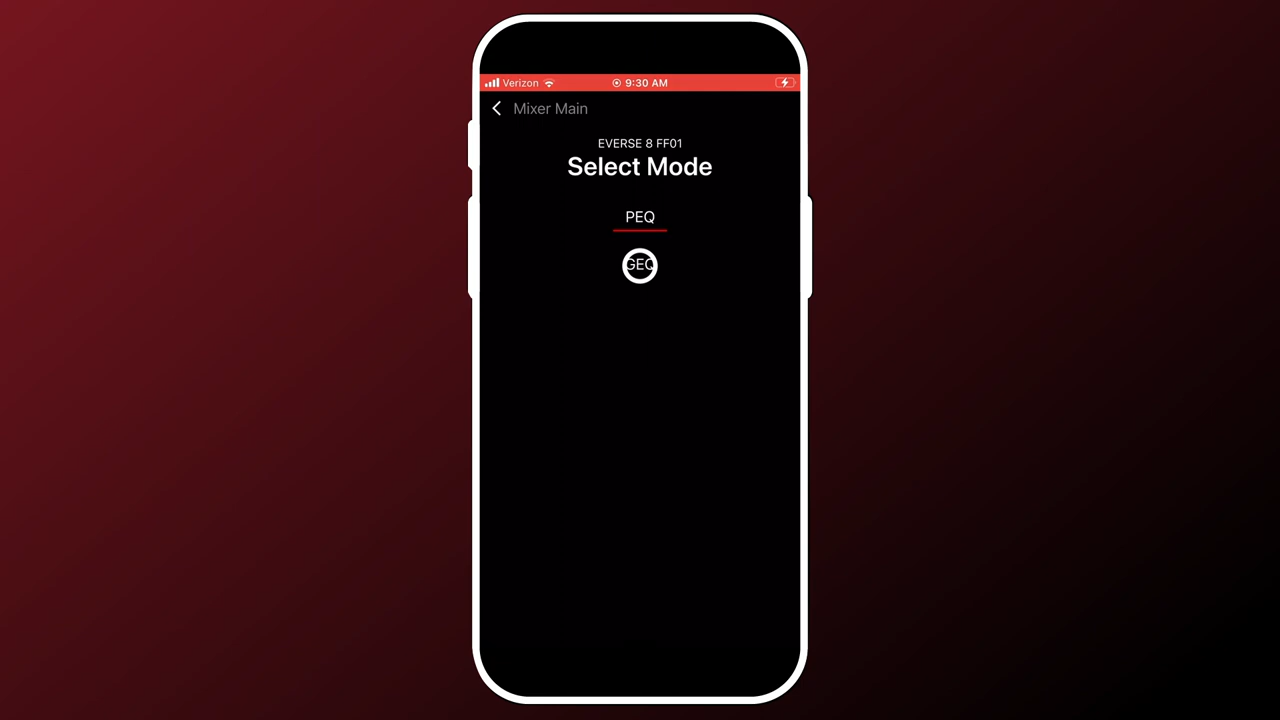 Verizon 9:30 AM
Mixer Main
EVERSE 8 FF01
Select Mode
PEQ
GEQ